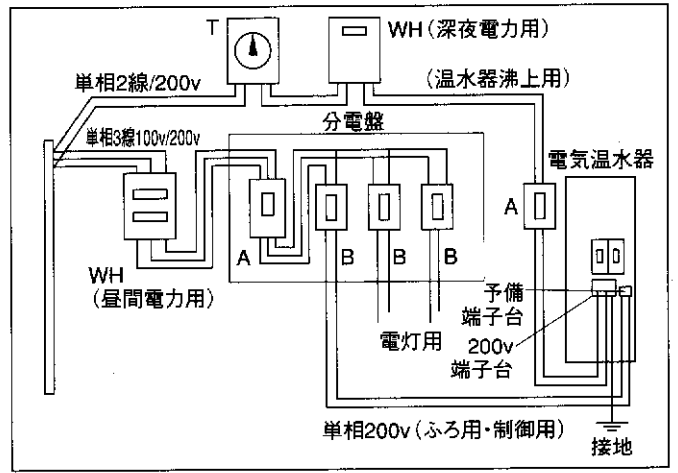 T
WH(深夜電力用)
単相2線/200v
(温水器沸上用)
単相3線100v/200v
分電盤
電気温水器
A
A
B
B
B
WH
(昼間電力用)
予備
端子台
電灯用
200v
端子台
単相200v(ふろ用・制御用)
接地